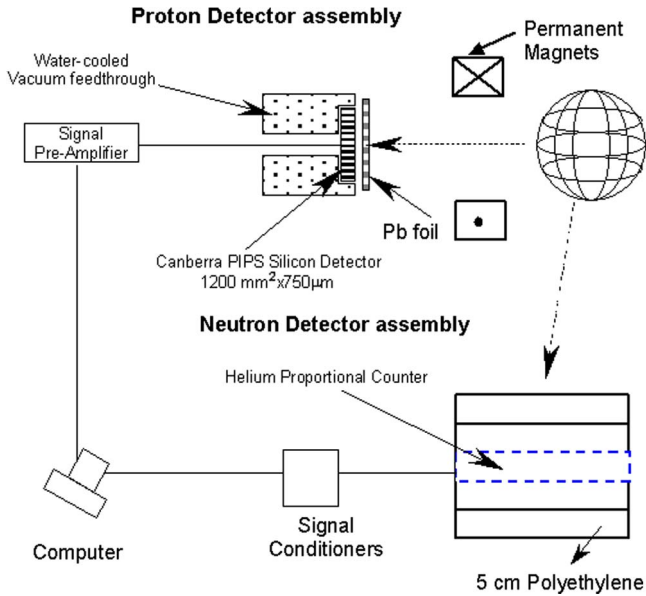 Proton Detector assembly
Permanent
Magnets
Water-cooled
Vacuum feedthrough
Signal
Pre-Amplifier
Pb foil
Canberra PIPS Silicon Detector
1200 mm²x750μm
Neutron Detector assembly
Helium Proportional Counter
Signal
Conditioners
Computer
5 cm Polyethylene